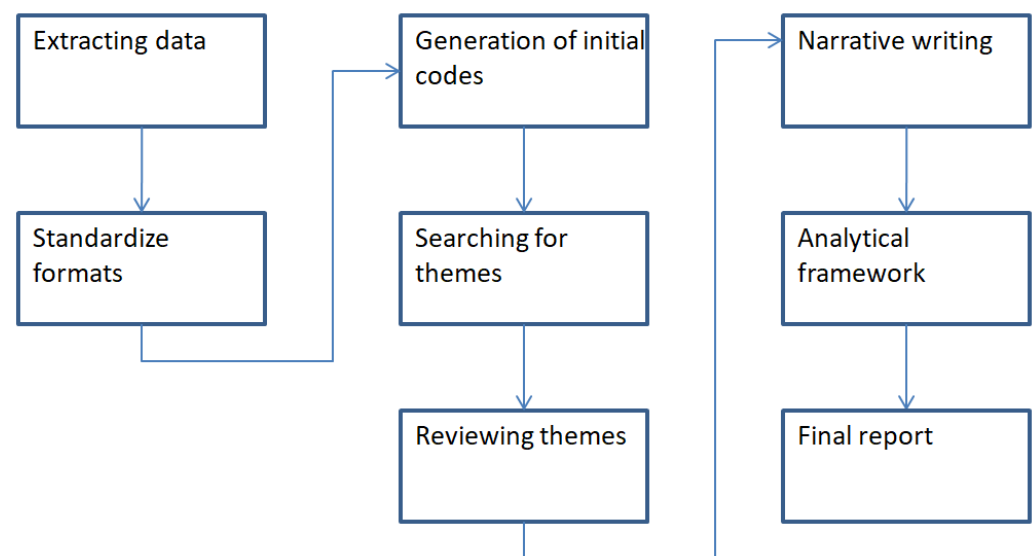 Extracting data
Standardize
formats
Generation of initial
codes
Searching for
themes
Reviewing themes
Narrative writing
Analytical
framework
Final report